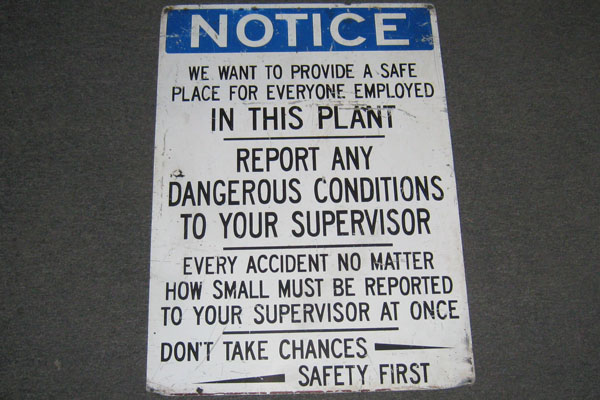 NOTICE
WE WANT TO PROVIDE A SAFE
PLACE FOR EVERYONE EMPLOYED
IN THIS PLANT
REPORT ANY
DANGEROUS CONDITIONS
TO YOUR SUPERVISOR
EVERY ACCIDENT NO MATTER
HOW SMALL MUST BE REPORTED
TO YOUR SUPERVISOR AT ONCE
DON'T TAKE CHANCES
SAFETY FIRST